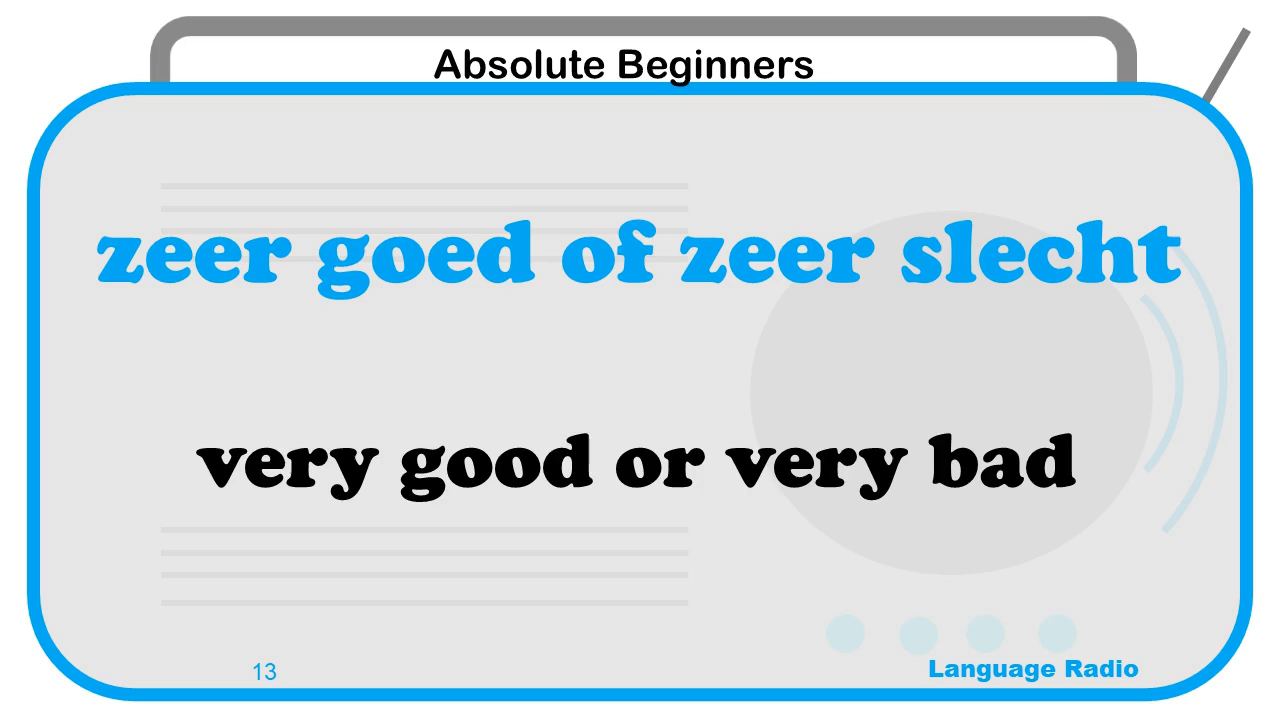 Absolute Beginners
zeer goed of zeer slecht
very good or very bad
13
Language Radio